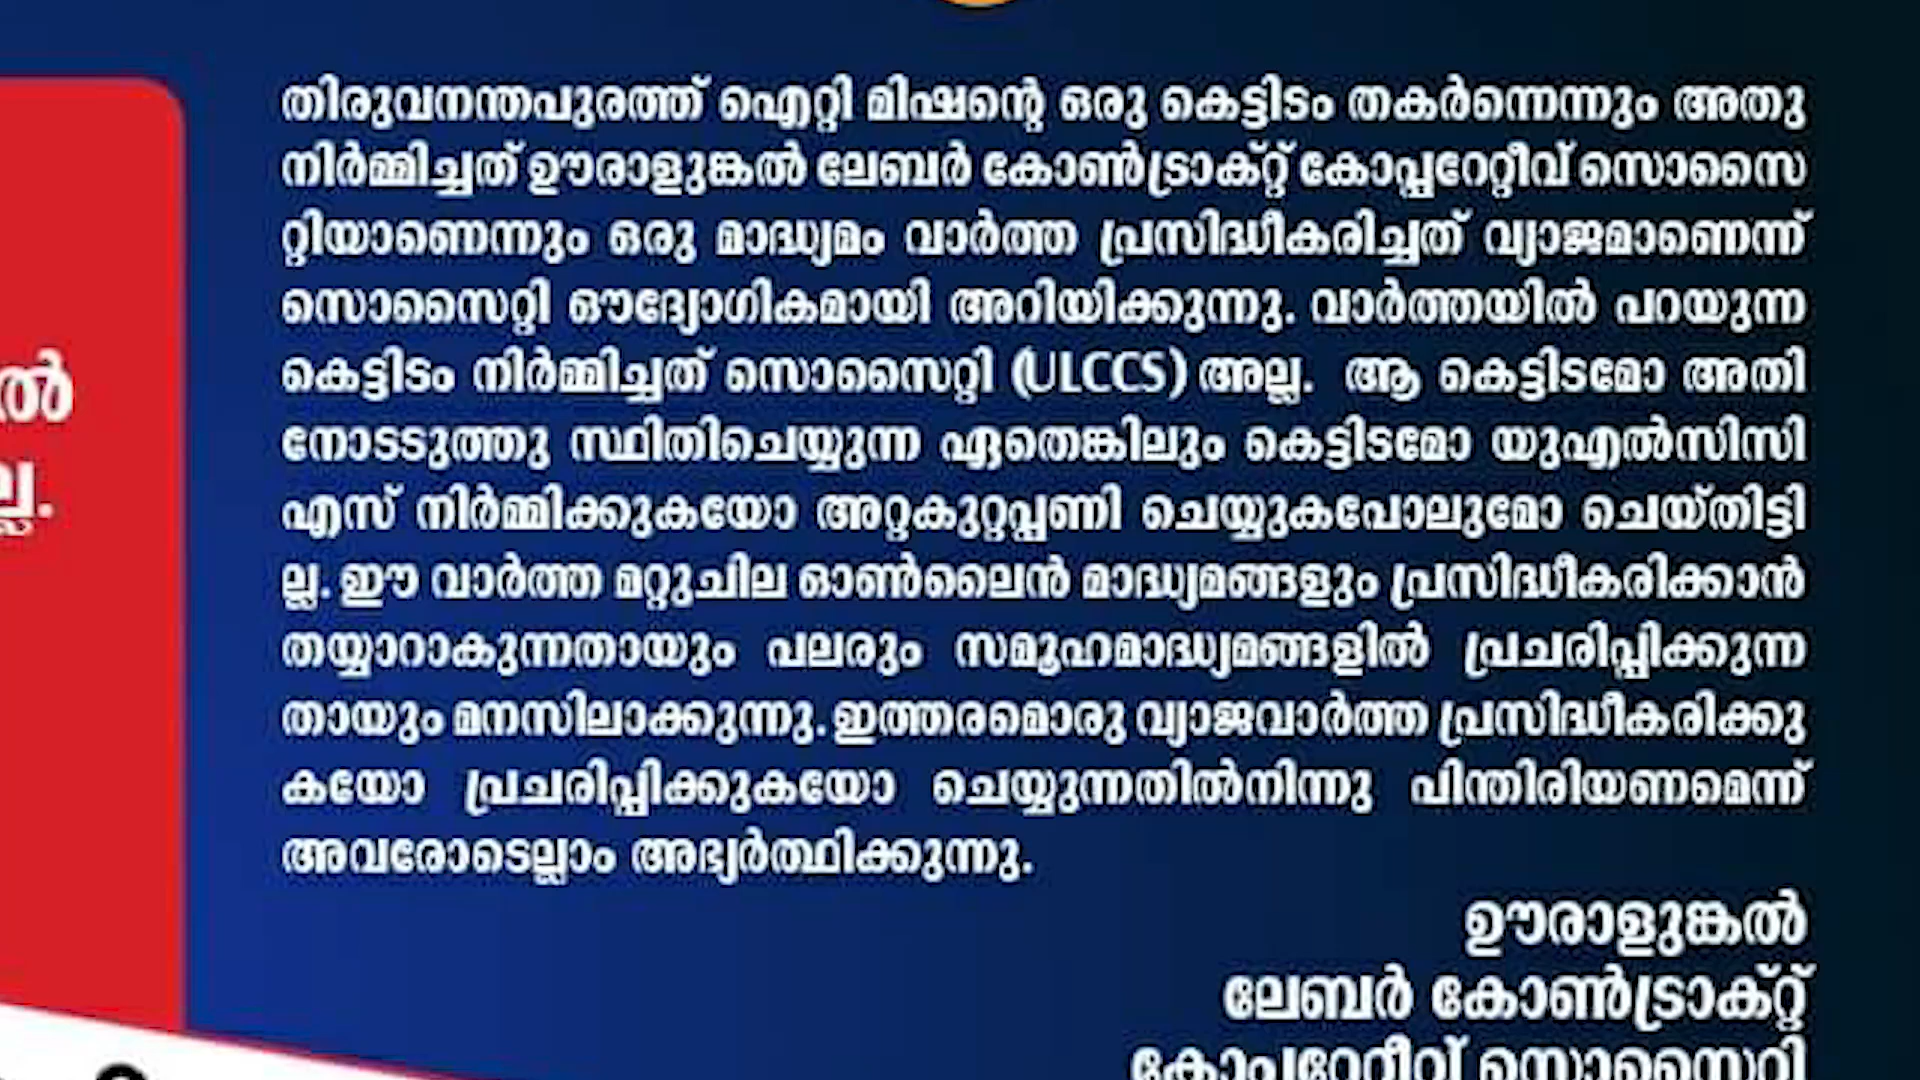 തിരുവനന്തപുരത്ത് ഐറ്റി മിഷന്റെ ഒരു കെട്ടിടം തകർന്നെന്നും അതു
നിർമ്മിച്ചത് ഊരാളുങ്കൽ ലേബർ കോൺട്രാക്റ്റ് കോപ്പറേറ്റീവ് സൊസൈ
റ്റിയാണെന്നും ഒരു മാദ്ധ്യമം വാർത്ത പ്രസിദ്ധീകരിച്ചത് വ്യാജമാണെന്ന്
സൊസൈറ്റി ഔദ്യോഗികമായി അറിയിക്കുന്നു. വാർത്തയിൽ പറയുന്ന
കെട്ടിടം നിർമ്മിച്ചത് സൊസൈറ്റി (ULCCS) അല്ല. ആ കെട്ടിടമോ അതി
നോടടുത്തു സ്ഥിതിചെയ്യുന്ന ഏതെങ്കിലും കെട്ടിടമോ യുഎൽസിസി
എസ് നിർമ്മിക്കുകയോ അറ്റകുറ്റപ്പണി ചെയ്യുകപോലുമോ ചെയ്തിട്ടി
ല്ല. ഈ വാർത്ത മറ്റുചില ഓൺലൈൻ മാദ്ധ്യമങ്ങളും പ്രസിദ്ധീകരിക്കാൻ
തയ്യാറാകുന്നതായും പലരും സമൂഹമാദ്ധ്യമങ്ങളിൽ പ്രചരിപ്പിക്കുന്ന
തായും മനസിലാക്കുന്നു. ഇത്തരമൊരു വ്യാജവാർത്ത പ്രസിദ്ധീകരിക്കു
കയോ പ്രചരിപ്പിക്കുകയോ ചെയ്യുന്നതിൽനിന്നു പിന്തിരിയണമെന്ന്
അവരോടെല്ലാം അഭ്യർത്ഥിക്കുന്നു.
ഊരാളുങ്കൽ
ലേബർ കോൺട്രാക്റ്റ്
കോപ്പറേറ്റീവ് സൊസൈറ്റി